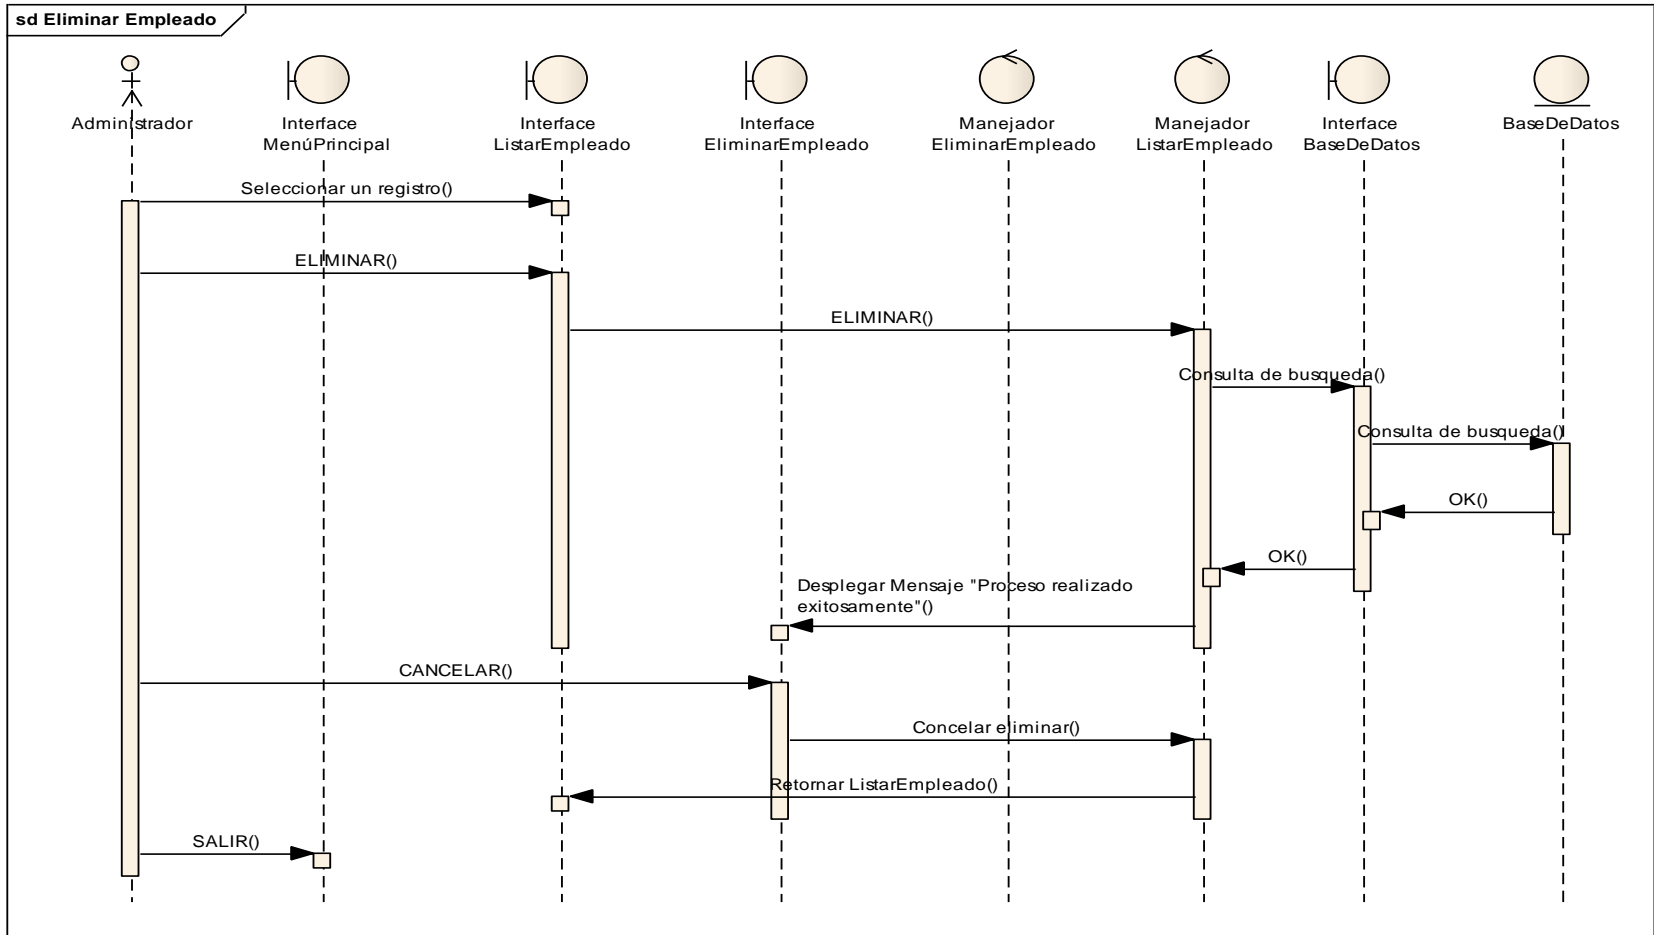 sd Eliminar Empleado
Administrador
Interface
MenúPrincipal
Interface
ListarEmpleado
Interface
EliminarEmpleado
Manejador
EliminarEmpleado
Manejador
ListarEmpleado
Interface
BaseDeDatos
BaseDeDatos
Seleccionar un registro()
ELIMINAR()
ELIMINAR()
Consulta de busqueda()
Consulta de busqueda()
OK()
OK()
Desplegar Mensaje "Proceso realizado
exitosamente"()
CANCELAR()
Concelar eliminar()
Retornar ListarEmpleado()
SALIR()